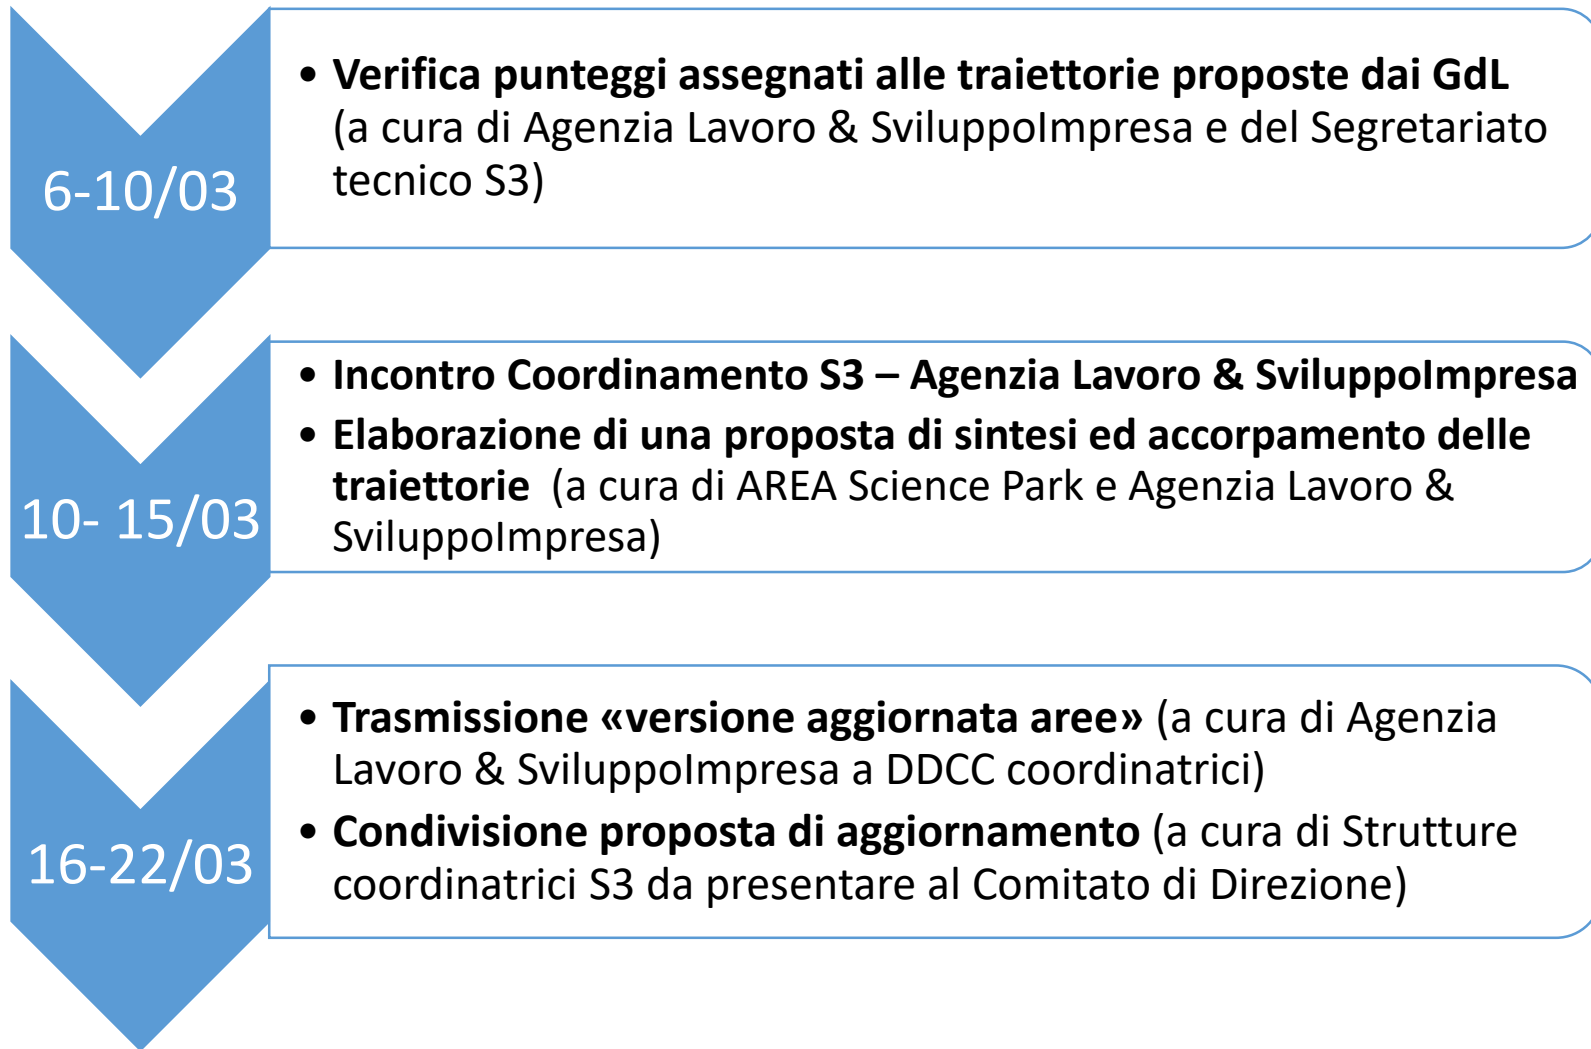 6-10/03
• Verifica punteggi assegnati alle traiettorie proposte dai GdL
(a cura di Agenzia Lavoro & SviluppoImpresa e del Segretariato
tecnico S3)
10- 15/03
• Incontro Coordinamento S3 – Agenzia Lavoro & SviluppoImpresa
• Elaborazione di una proposta di sintesi ed accorpamento delle
traiettorie (a cura di AREA Science Park e Agenzia Lavoro &
SviluppoImpresa)
16-22/03
• Trasmissione «versione aggiornata aree» (a cura di Agenzia
Lavoro & SviluppoImpresa a DDCC coordinatrici)
• Condivisione proposta di aggiornamento (a cura di Strutture
coordinatrici S3 da presentare al Comitato di Direzione)